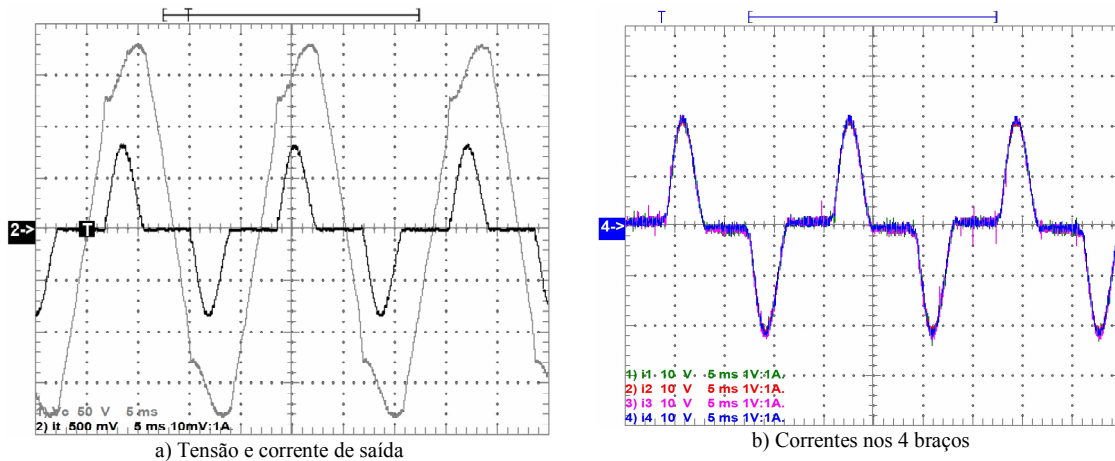 T
T
2->
T
1) Vc 50 V 5 ms
2) it 500 mV 5 ms 10mV:1A
a) Tensão e corrente de saída
4->
1) i1 10 V 5 ms 1V:1A.
2) i2 10 V 5 ms 1V:1A.
3) i3 10 V 5 ms 1V:1A.
4) i4 10 V 5 ms 1V:1A.
b) Correntes nos 4 braços